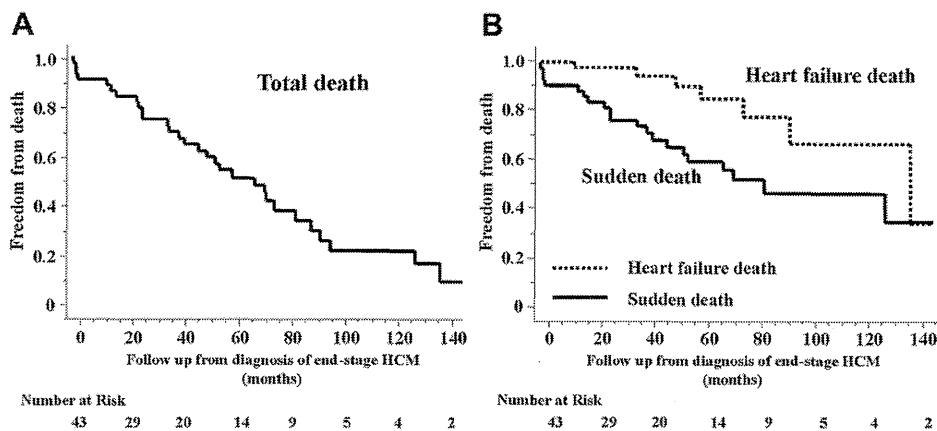 A
Total death
Freedom from death
1.0
0.8
0.6
0.4
0.2
0
0 20 40 60 80 100 120 140
Follow up from diagnosis of end-stage HCM
(months)
Number at Risk
43 29 20 14 9 5 4 2
B
Heart failure death
Sudden death
Freedom from death
1.0
0.8
0.6
0.4
0.2
0
Heart failure death
Sudden death
0 20 40 60 80 100 120 140
Follow up from diagnosis of end-stage HCM
(months)
Number at Risk
43 29 20 14 9 5 4 2